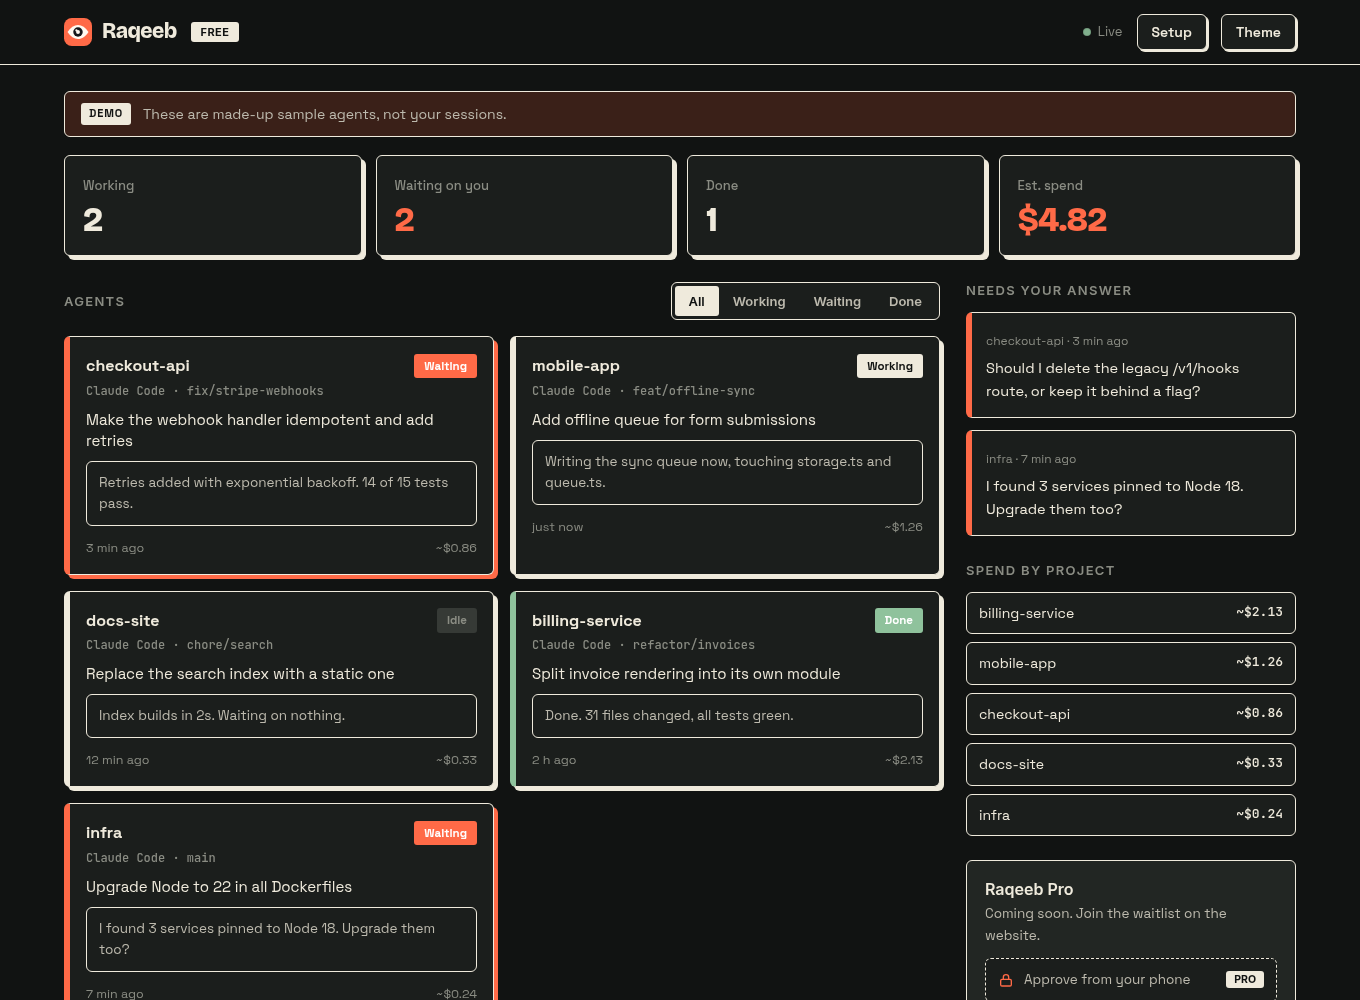 Raqeeb FREE
Live Setup Theme
DEMO These are made-up sample agents, not your sessions.
Working
2
Waiting on you
2
Done
1
Est. spend
$4.82
AGENTS
All Working Waiting Done
checkout-api Waiting
Claude Code · fix/stripe-webhooks
Make the webhook handler idempotent and add
retries
Retries added with exponential backoff. 14 of 15 tests
pass.
3 min ago ~$0.86
mobile-app Working
Claude Code · feat/offline-sync
Add offline queue for form submissions
Writing the sync queue now, touching storage.ts and
queue.ts.
just now ~$1.26
docs-site Idle
Claude Code · chore/search
Replace the search index with a static one
Index builds in 2s. Waiting on nothing.
12 min ago ~$0.33
billing-service Done
Claude Code · refactor/invoices
Split invoice rendering into its own module
Done. 31 files changed, all tests green.
2 h ago ~$2.13
infra Waiting
Claude Code · main
Upgrade Node to 22 in all Dockerfiles
I found 3 services pinned to Node 18. Upgrade them
too?
7 min ago ~$0.24
NEEDS YOUR ANSWER
checkout-api · 3 min ago
Should I delete the legacy /v1/hooks
route, or keep it behind a flag?
infra · 7 min ago
I found 3 services pinned to Node 18.
Upgrade them too?
SPEND BY PROJECT
billing-service ~$2.13
mobile-app ~$1.26
checkout-api ~$0.86
docs-site ~$0.33
infra ~$0.24
Raqeeb Pro
Coming soon. Join the waitlist on the
website.
Approve from your phone PRO